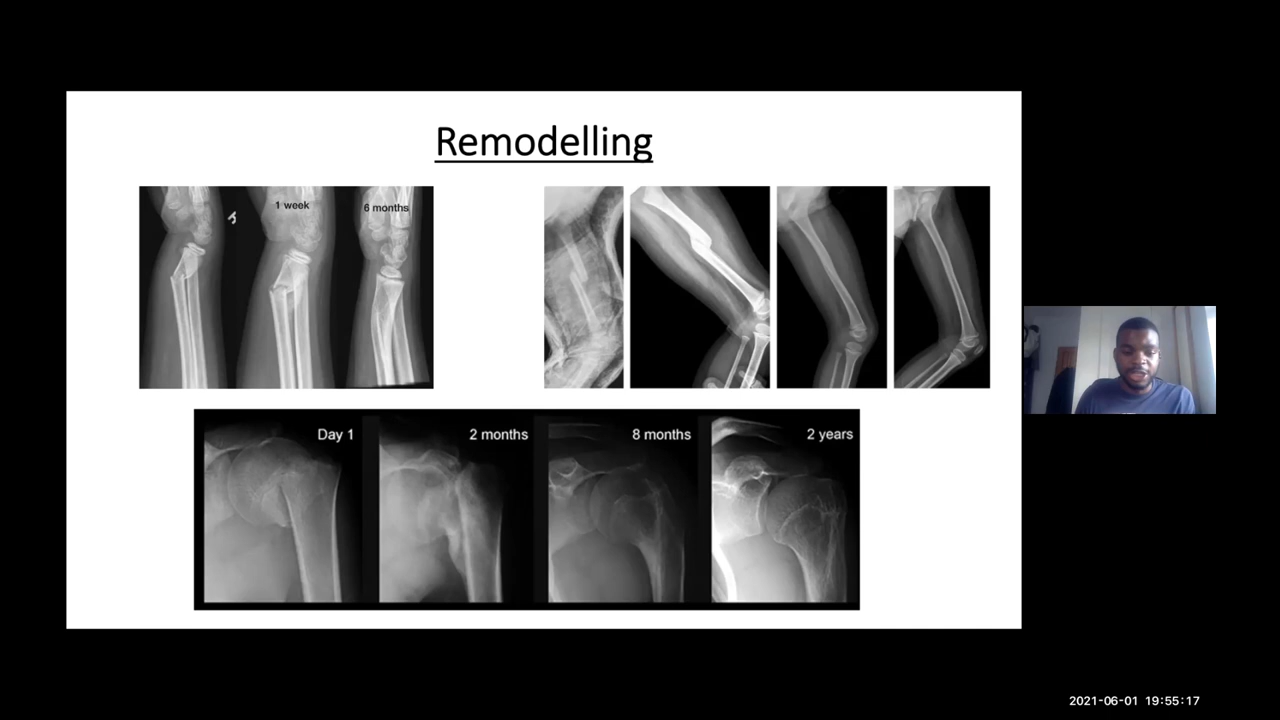 Remodelling
1 week
6 months
Day 1
2 months
8 months
2 years
2021-06-01 19:55:17